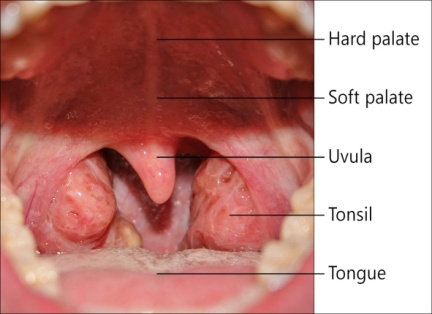 Hard palate
Soft palate
Uvula
Tonsil
Tongue